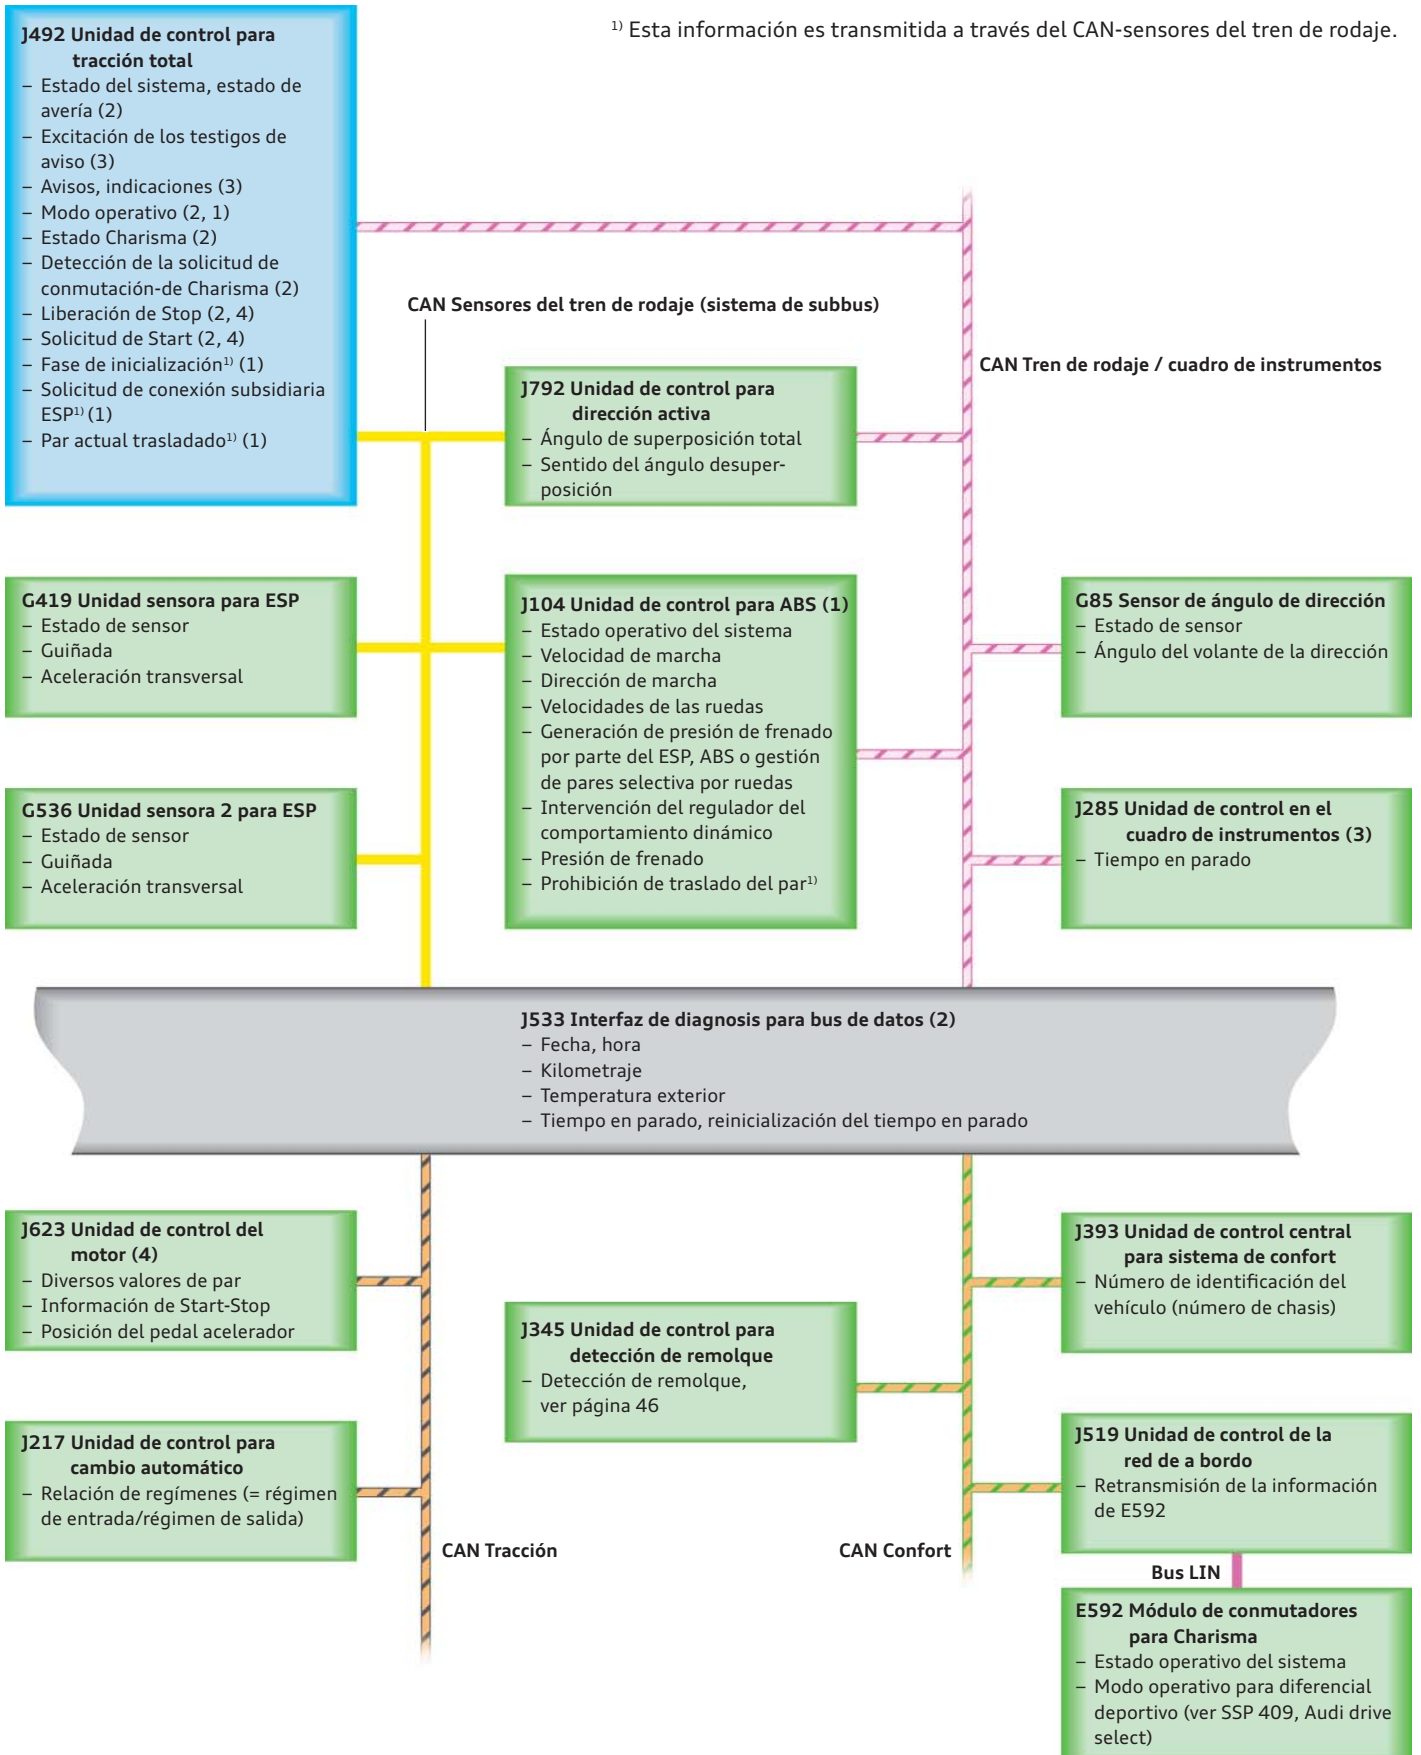 J492 Unidad de control para
tracción total
– Estado del sistema, estado de
avería (2)
– Excitación de los testigos de
aviso (3)
– Avisos, indicaciones (3)
– Modo operativo (2, 1)
– Estado Charisma (2)
– Detección de la solicitud de
conmutación-de Charisma (2)
– Liberación de Stop (2, 4)
– Solicitud de Start (2, 4)
– Fase de inicialización¹⁾ (1)
– Solicitud de conexión subsidiaria
ESP¹⁾ (1)
– Par actual trasladado¹⁾ (1)
¹⁾ Esta información es transmitida a través del CAN-sensores del tren de rodaje.
CAN Sensores del tren de rodaje (sistema de subbus)
CAN Tren de rodaje / cuadro de instrumentos
J792 Unidad de control para
dirección activa
– Ángulo de superposición total
– Sentido del ángulo desuper-
posición
G419 Unidad sensora para ESP
– Estado de sensor
– Guiñada
– Aceleración transversal
J104 Unidad de control para ABS (1)
– Estado operativo del sistema
– Velocidad de marcha
– Dirección de marcha
– Velocidades de las ruedas
– Generación de presión de frenado
por parte del ESP, ABS o gestión
de pares selectiva por ruedas
– Intervención del regulador del
comportamiento dinámico
– Presión de frenado
– Prohibición de traslado del par¹⁾
G85 Sensor de ángulo de dirección
– Estado de sensor
– Ángulo del volante de la dirección
G536 Unidad sensora 2 para ESP
– Estado de sensor
– Guiñada
– Aceleración transversal
J285 Unidad de control en el
cuadro de instrumentos (3)
– Tiempo en parado
J533 Interfaz de diagnosis para bus de datos (2)
– Fecha, hora
– Kilometraje
– Temperatura exterior
– Tiempo en parado, reinicialización del tiempo en parado
J623 Unidad de control del
motor (4)
– Diversos valores de par
– Información de Start-Stop
– Posición del pedal acelerador
J345 Unidad de control para
detección de remolque
– Detección de remolque,
ver página 46
J393 Unidad de control central
para sistema de confort
– Número de identificación del
vehículo (número de chasis)
J217 Unidad de control para
cambio automático
– Relación de regímenes (= régimen
de entrada/régimen de salida)
J519 Unidad de control de la
red de a bordo
– Retransmisión de la información
de E592
CAN Tracción
CAN Confort
Bus LIN
E592 Módulo de conmutadores
para Charisma
– Estado operativo del sistema
– Modo operativo para diferencial
deportivo (ver SSP 409, Audi drive
select)